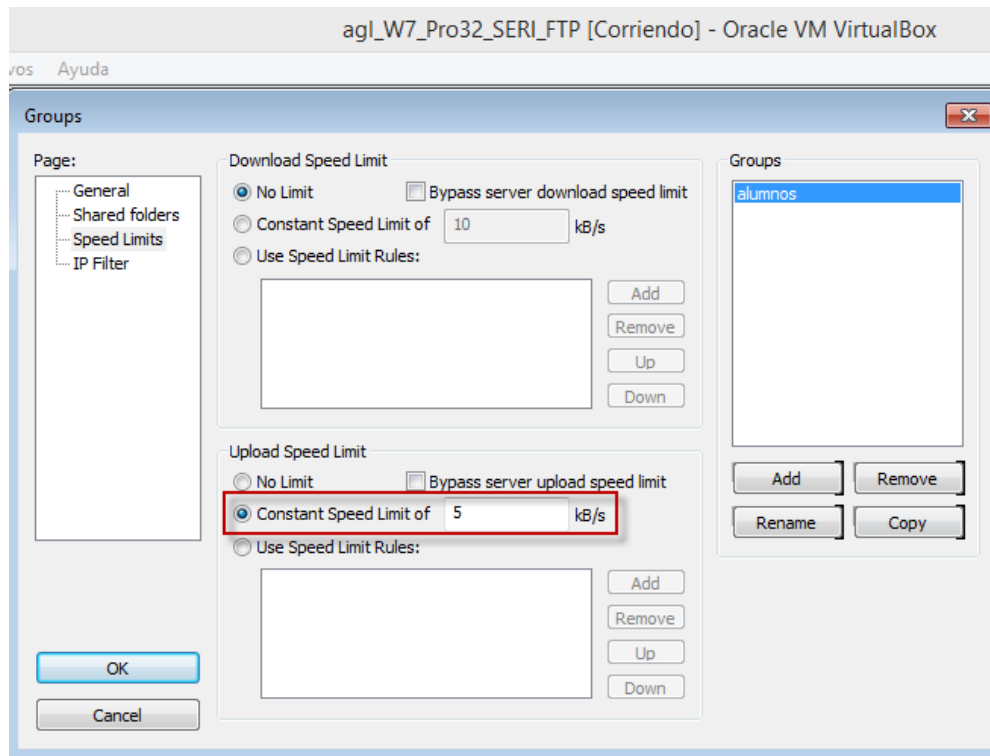 agl_W7_Pro32_SERI_FTP [Corriendo] - Oracle VM VirtualBox
vos Ayuda
Groups
Page:
General
Shared folders
Speed Limits
IP Filter
Download Speed Limit
No Limit Bypass server download speed limit
Constant Speed Limit of 10 kB/s
Use Speed Limit Rules:
Add
Remove
Up
Down
Upload Speed Limit
No Limit Bypass server upload speed limit
Constant Speed Limit of 5 kB/s
Use Speed Limit Rules:
Add
Remove
Up
Down
Groups
alumnos
Add Remove
Rename Copy
OK
Cancel